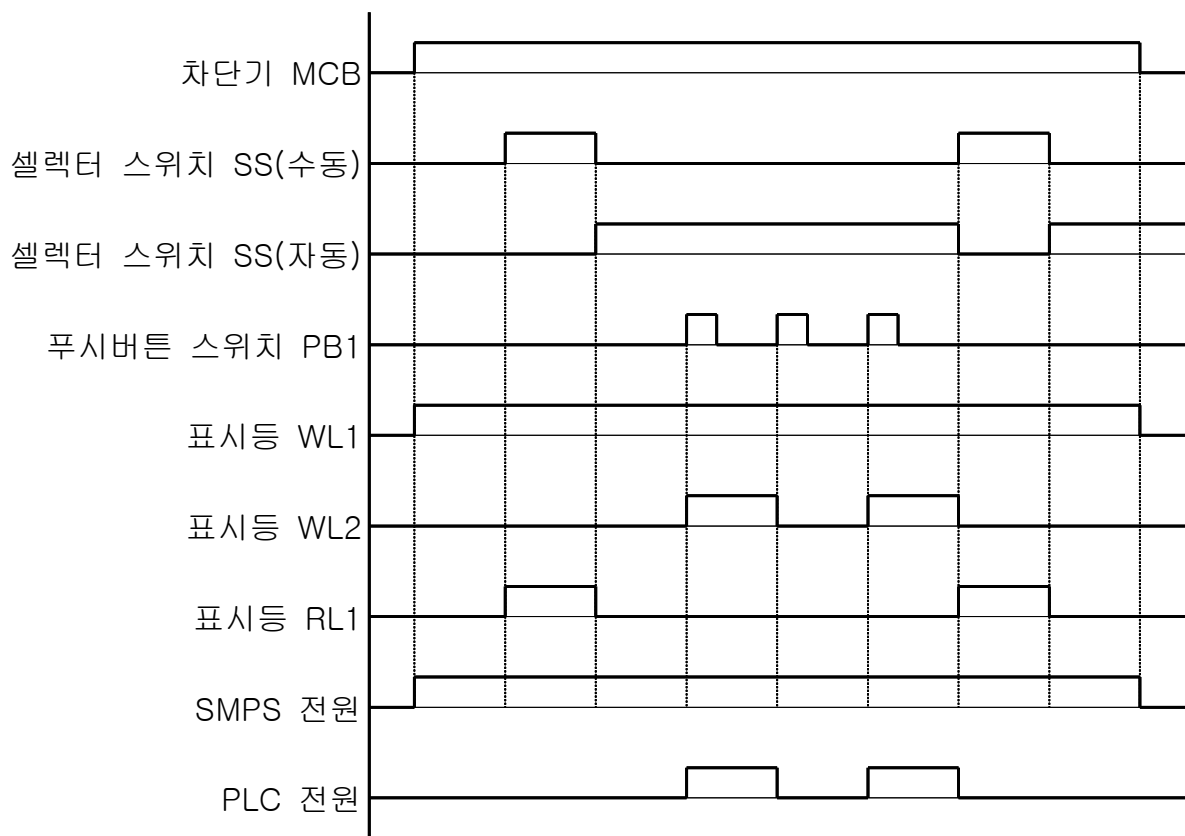 차단기 MCB
셀렉터 스위치 SS(수동)
셀렉터 스위치 SS(자동)
푸시버튼 스위치 PB1
표시등 WL1
표시등 WL2
표시등 RL1
SMPS 전원
PLC 전원